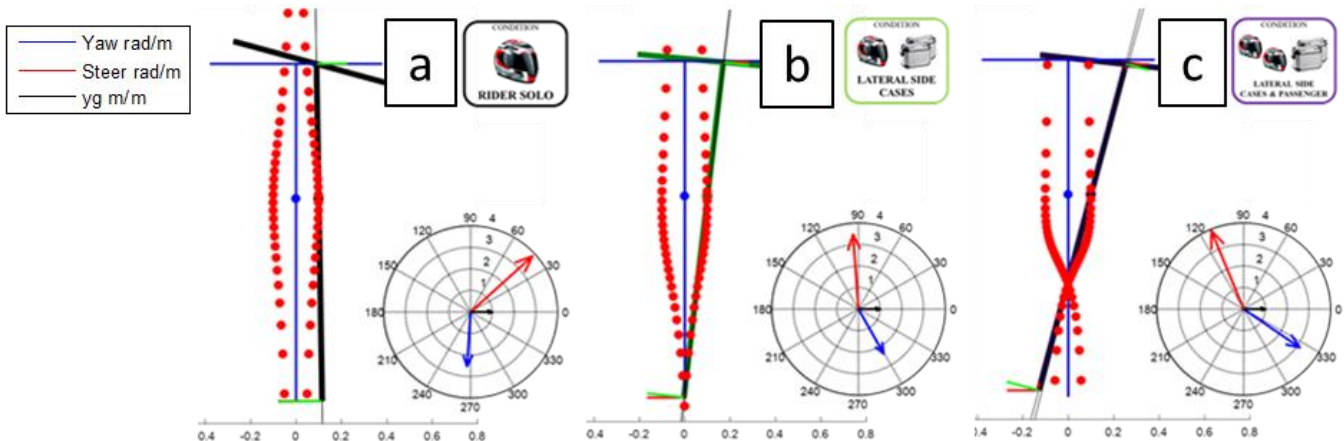 Yaw rad/m
Steer rad/m
yg m/m
a
CONDITION
RIDER SOLO
b
CONDITION
LATERAL SIDE
CASES
c
CONDITION
LATERAL SIDE
CASES & PASSENGER
90 4
120 60
3
2
150 30
1
180 0
210 330
240 300
270
90 4
120 60
3
2
150 30
1
180 0
210 330
240 300
270
90 4
120 60
3
2
150 30
1
180 0
210 330
240 300
270
0.4 -0.2 0 0.2 0.4 0.6 0.8
0.4 -0.2 0 0.2 0.4 0.6 0.8
0.4 -0.2 0 0.2 0.4 0.6 0.8